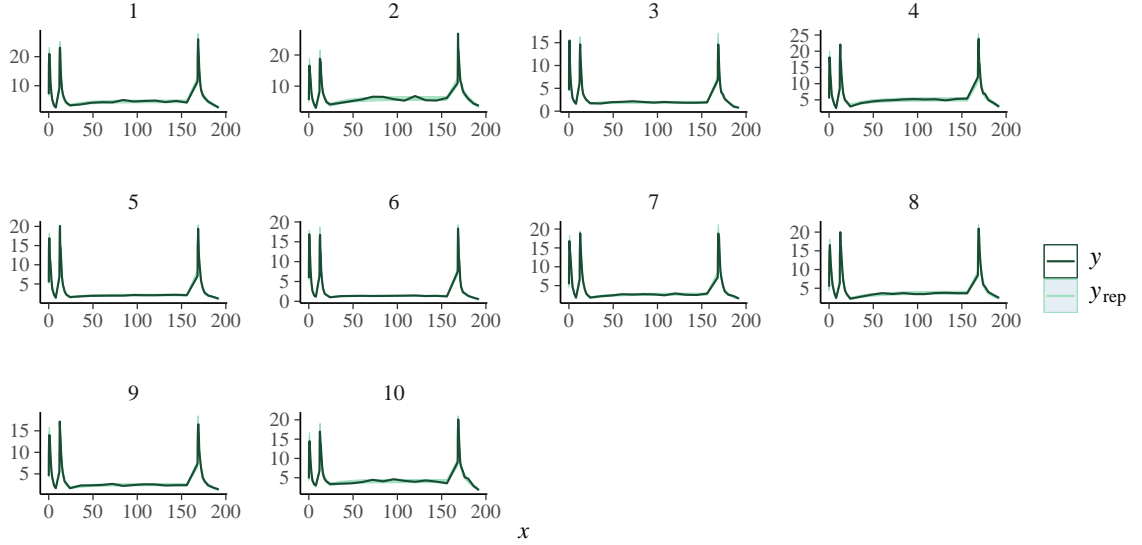 1 2 3 4
20 10 0 50 100 150 200
20 10 0 50 100 150 200
15 10 5 0 0 50 100 150 200
25 20 15 10 5 0 50 100 150 200
5 6 7 8
20 15 10 5 0 50 100 150 200
20 15 10 5 0 0 50 100 150 200
20 15 10 5 0 50 100 150 200
20 15 10 5 0 50 100 150 200
y
y rep
9 10
15 10 5 0 50 100 150 200
20 15 10 5 0 50 100 150 200
x